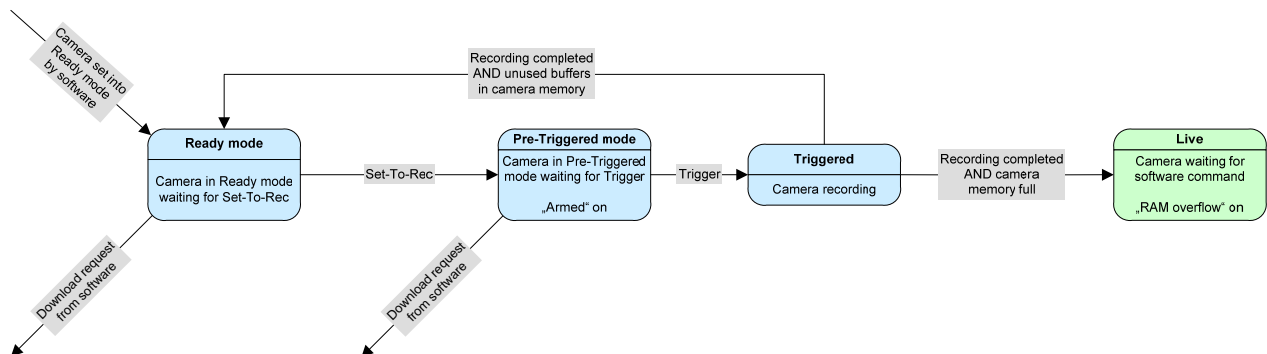 Camera set into
Ready mode
by software
Recording completed
AND unused buffers
in camera memory
Ready mode
Camera in Ready mode
waiting for Set-To-Rec
Set-To-Rec
Pre-Triggered mode
Camera in Pre-Triggered
mode waiting for Trigger
„Armed“ on
Trigger
Triggered
Camera recording
Recording completed
AND camera
memory full
Live
Camera waiting for
software command
„RAM overflow“ on
Download request
from software
Download request
from software